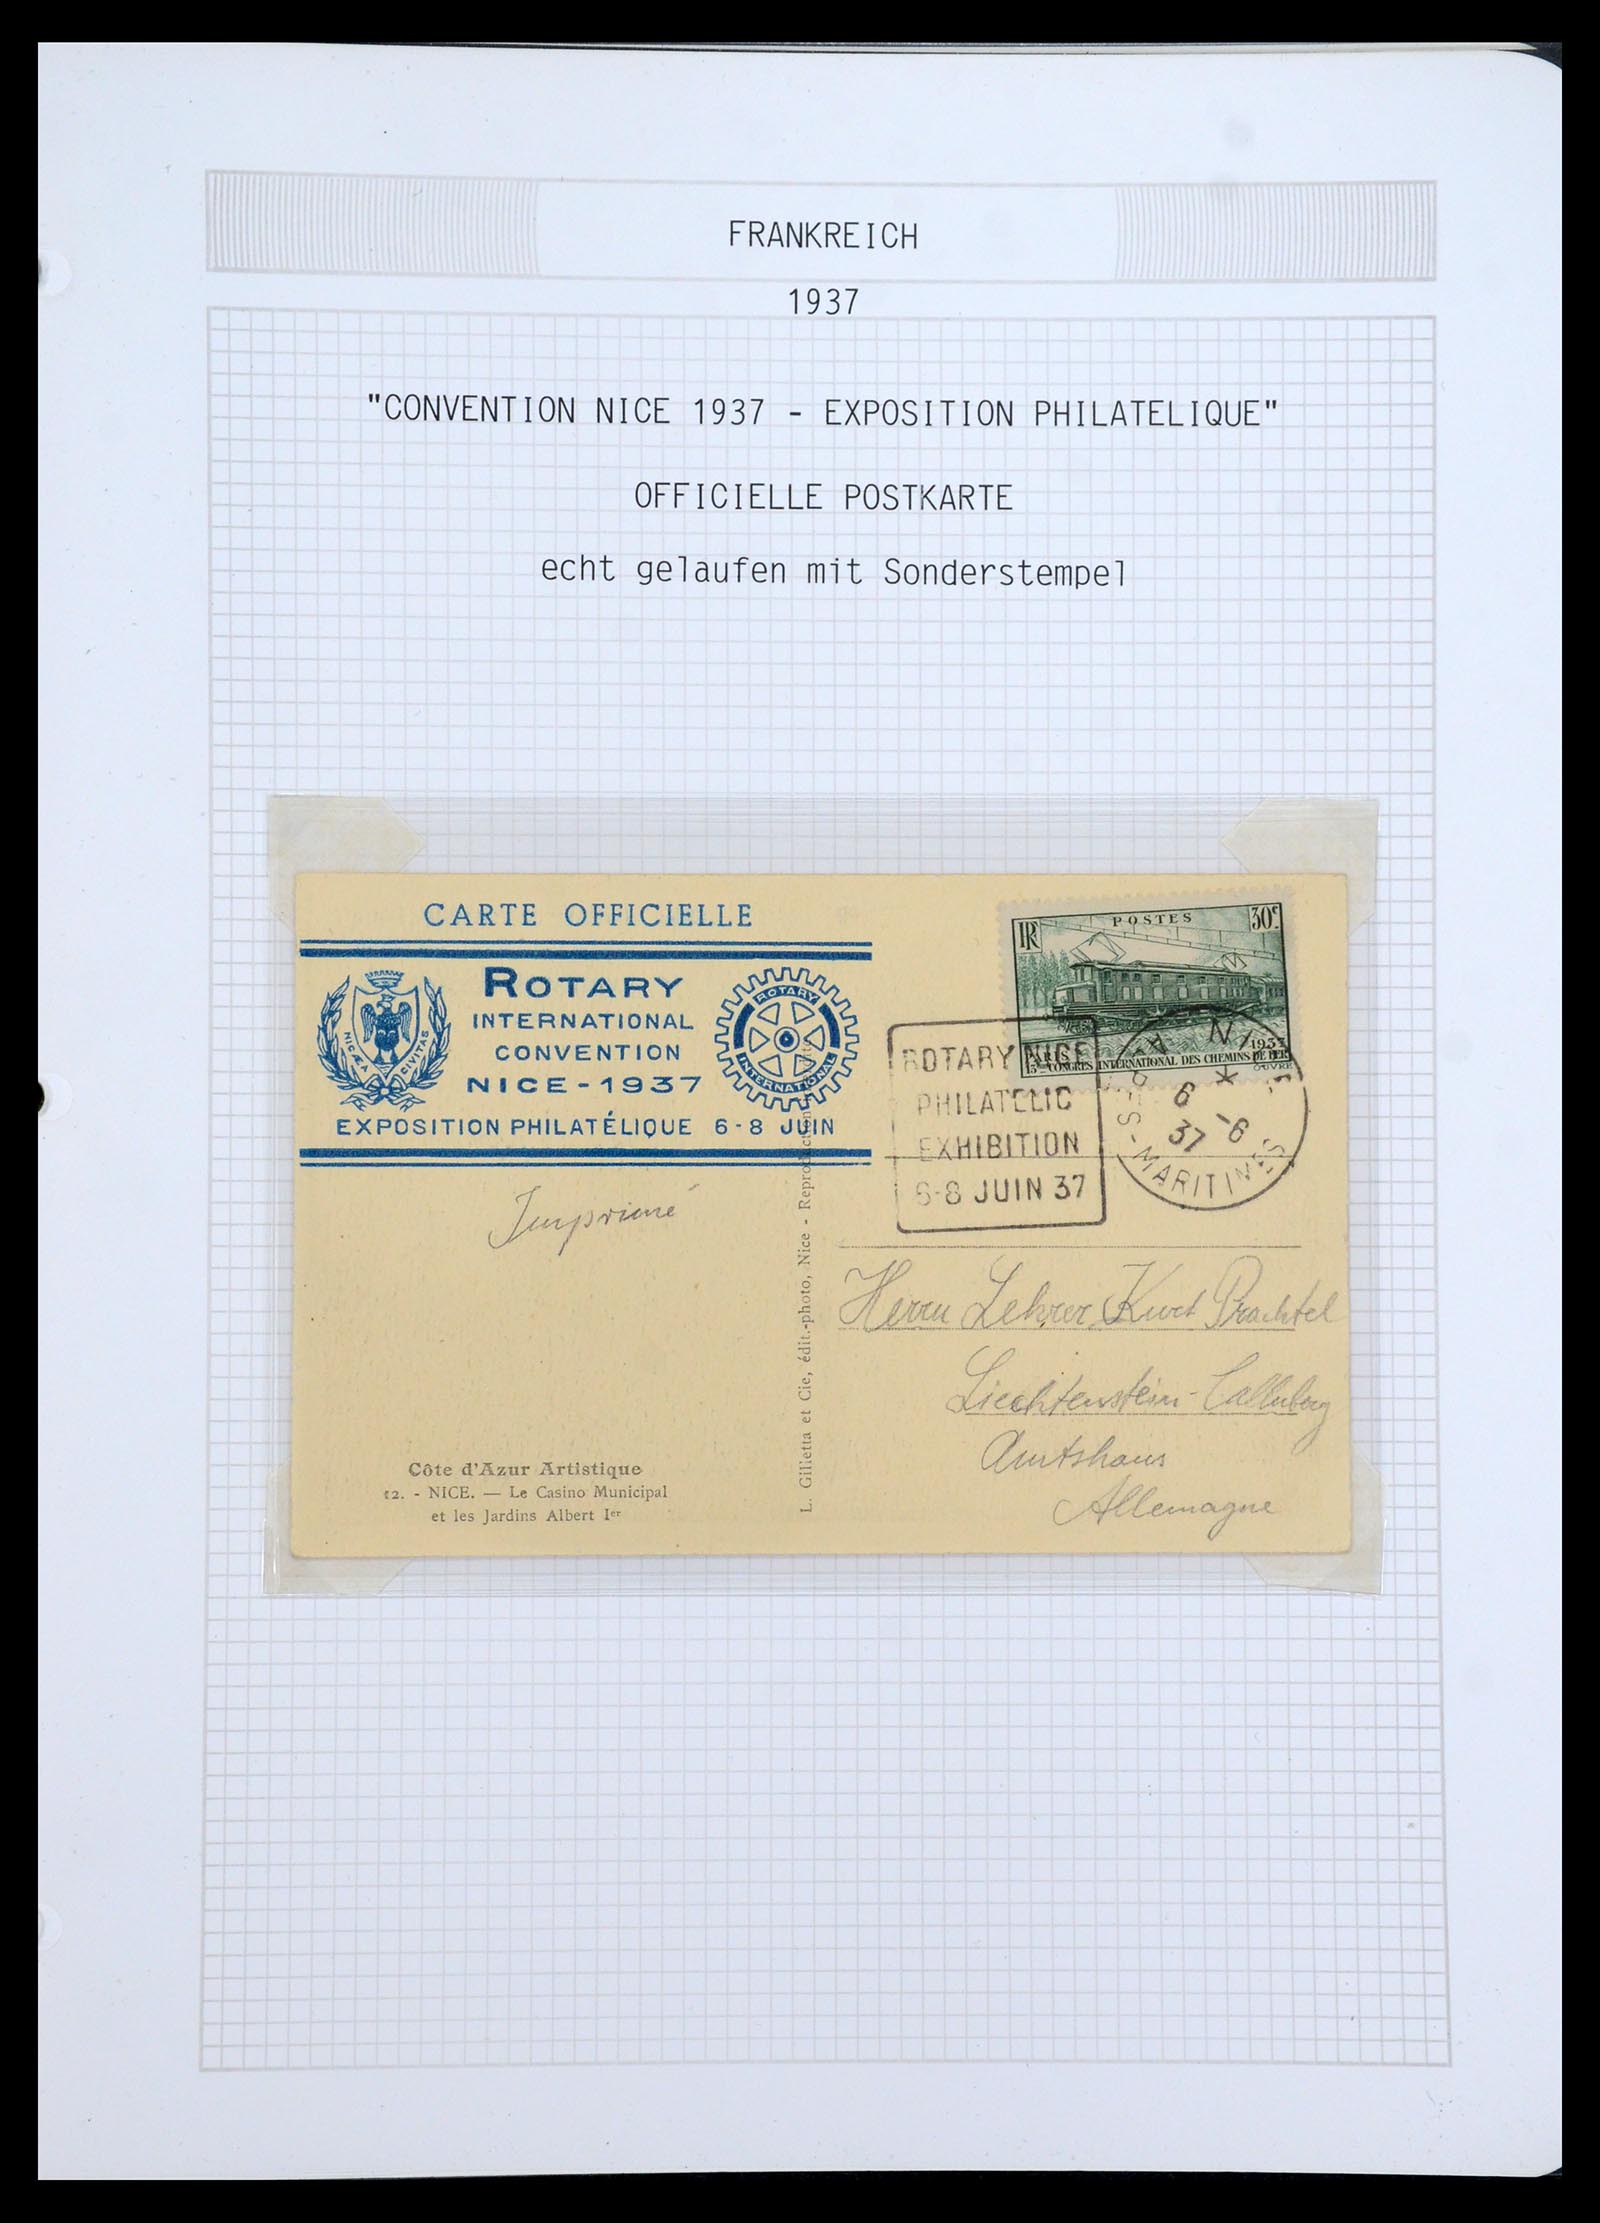 FRANKREICH
1937
"CONVENTION NICE 1937 - EXPOSITION PHILATELIQUE"
OFFICIELLE POSTKARTE
echt gelaufen mit Sonderstempel
CARTE OFFICIELLE
ROTARY
INTERNATIONAL
CONVENTION
NICE-1937
EXPOSITION PHILATÉLIQUE 6-8 JUIN
NICÆA CIVITAS
ROTARY
INTERNATIONAL
RF POSTES 30c
1937
PARIS
INTERNATIONAL DES CHEMINS DE FER
ROTARY NICE
PHILATELIC
EXHIBITION
6-8 JUIN 37
6 -6
37
ES-MARITIMES
Imprimé
L. Gilletta et Cie, édit.-photo, Nice - Reproduction
Herrn Lehrer Kurt Prachtel
Liechtenstein-Callnberg
Amtshaus
Allemagne
Côte d'Azur Artistique
12. - NICE. — Le Casino Municipal
et les Jardins Albert Ier